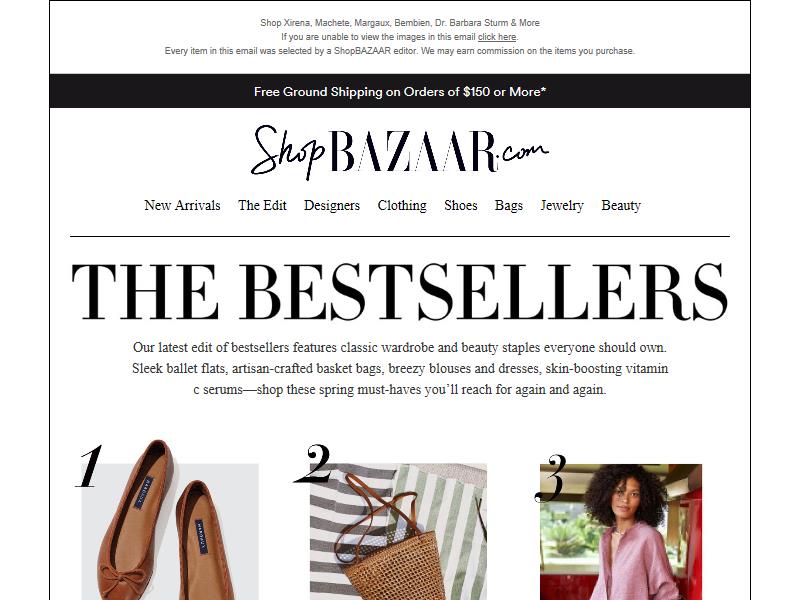 Shop Xirena, Machete, Margaux, Bembien, Dr. Barbara Sturm & More
If you are unable to view the images in this email click here.
Every item in this email was selected by a ShopBAZAAR editor. We may earn commission on the items you purchase.
Free Ground Shipping on Orders of $150 or More*
ShopBAZAAR.com
New Arrivals The Edit Designers Clothing Shoes Bags Jewelry Beauty
THE BESTSELLERS
Our latest edit of bestsellers features classic wardrobe and beauty staples everyone should own.
Sleek ballet flats, artisan-crafted basket bags, breezy blouses and dresses, skin-boosting vitamin
c serums—shop these spring must-haves you’ll reach for again and again.
1 2 3
MARGAUX
MARGAUX